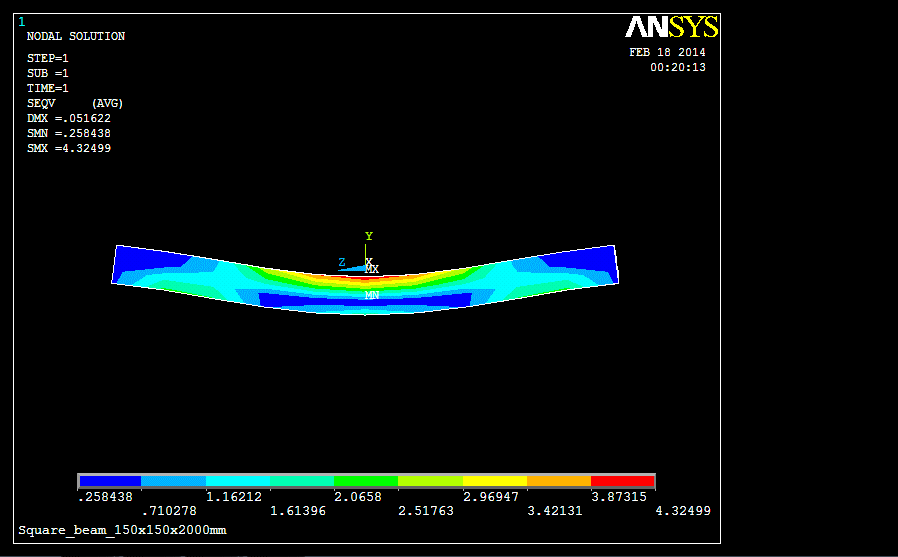 1
NODAL SOLUTION
STEP=1
SUB =1
TIME=1
SEQV     (AVG)
DMX =.051622
SMN =.258438
SMX =4.32499
ANSYS
FEB 18 2014
00:20:13
Y
Z X
MX
MN
.258438 1.16212 2.0658 2.96947 3.87315
.710278 1.61396 2.51763 3.42131 4.32499
Square_beam_150x150x2000mm